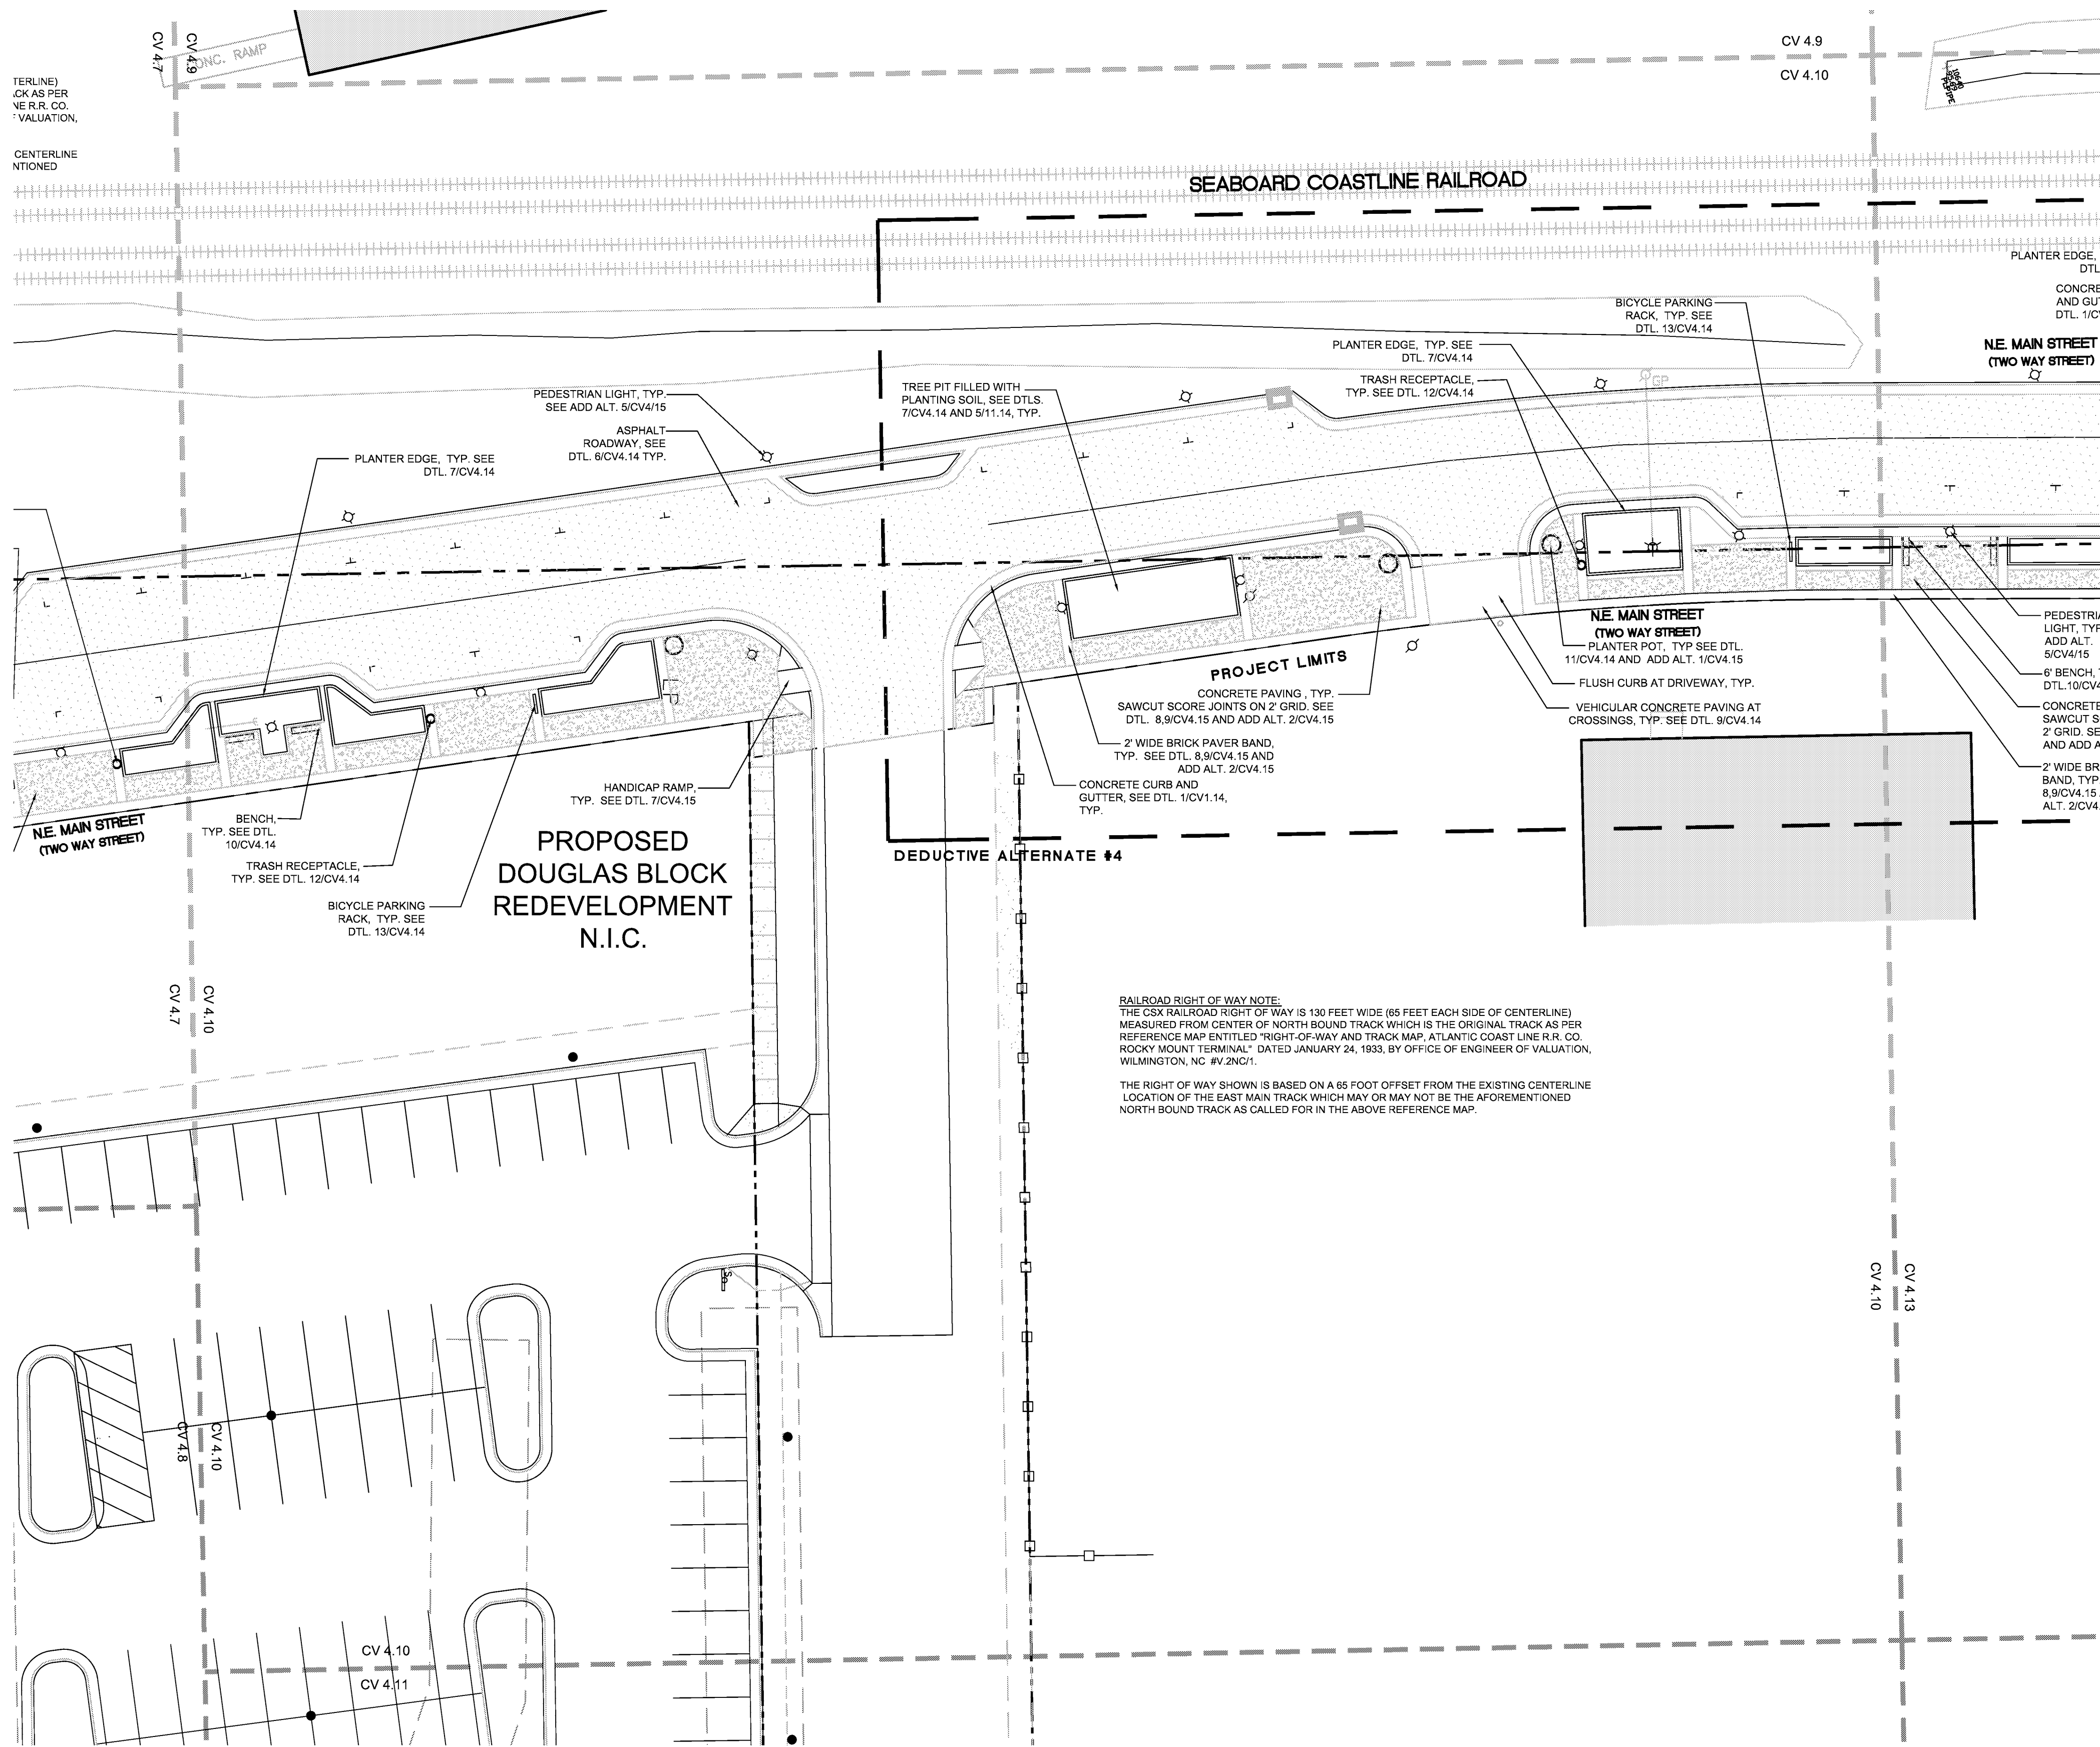 CV 4.7
CV 4.9
CONC. RAMP
CV 4.9
CV 4.10
PIPE
TERLINE)
CK AS PER
NE R.R. CO.
F VALUATION,
CENTERLINE
NTIONED
SEABOARD COASTLINE RAILROAD
PLANTER EDGE,
DTL.
CONCRE
AND GUT
DTL. 1/C
N.E. MAIN STREET
(TWO WAY STREET)
BICYCLE PARKING
RACK, TYP. SEE
DTL. 13/CV4.14
PLANTER EDGE, TYP. SEE
DTL. 7/CV4.14
TRASH RECEPTACLE,
TYP. SEE DTL. 12/CV4.14
GP
TREE PIT FILLED WITH
PLANTING SOIL, SEE DTLS.
7/CV4.14 AND 5/11.14, TYP.
PEDESTRIAN LIGHT, TYP.
SEE ADD ALT. 5/CV4/15
ASPHALT
ROADWAY, SEE
DTL. 6/CV4.14 TYP.
PLANTER EDGE, TYP. SEE
DTL. 7/CV4.14
N.E. MAIN STREET
(TWO WAY STREET)
PLANTER POT, TYP SEE DTL.
11/CV4.14 AND ADD ALT. 1/CV4.15
FLUSH CURB AT DRIVEWAY, TYP.
VEHICULAR CONCRETE PAVING AT
CROSSINGS, TYP. SEE DTL. 9/CV4.14
PEDESTRIA
LIGHT, TYP
ADD ALT.
5/CV4/15
6' BENCH,
DTL.10/CV4
CONCRETE
SAWCUT S
2' GRID. SE
AND ADD A
2' WIDE BR
BAND, TYP.
8,9/CV4.15
ALT. 2/CV4.
PROJECT LIMITS
CONCRETE PAVING , TYP.
SAWCUT SCORE JOINTS ON 2' GRID. SEE
DTL. 8,9/CV4.15 AND ADD ALT. 2/CV4.15
2' WIDE BRICK PAVER BAND,
TYP. SEE DTL. 8,9/CV4.15 AND
ADD ALT. 2/CV4.15
CONCRETE CURB AND
GUTTER, SEE DTL. 1/CV1.14,
TYP.
DEDUCTIVE ALTERNATE #4
HANDICAP RAMP,
TYP. SEE DTL. 7/CV4.15
N.E. MAIN STREET
(TWO WAY STREET)
BENCH,
TYP. SEE DTL.
10/CV4.14
TRASH RECEPTACLE,
TYP. SEE DTL. 12/CV4.14
BICYCLE PARKING
RACK, TYP. SEE
DTL. 13/CV4.14
PROPOSED
DOUGLAS BLOCK
REDEVELOPMENT
N.I.C.
CV 4.7
CV 4.10
RAILROAD RIGHT OF WAY NOTE:
THE CSX RAILROAD RIGHT OF WAY IS 130 FEET WIDE (65 FEET EACH SIDE OF CENTERLINE)
MEASURED FROM CENTER OF NORTH BOUND TRACK WHICH IS THE ORIGINAL TRACK AS PER
REFERENCE MAP ENTITLED "RIGHT-OF-WAY AND TRACK MAP, ATLANTIC COAST LINE R.R. CO.
ROCKY MOUNT TERMINAL" DATED JANUARY 24, 1933, BY OFFICE OF ENGINEER OF VALUATION,
WILMINGTON, NC #V.2NC/1.
THE RIGHT OF WAY SHOWN IS BASED ON A 65 FOOT OFFSET FROM THE EXISTING CENTERLINE
LOCATION OF THE EAST MAIN TRACK WHICH MAY OR MAY NOT BE THE AFOREMENTIONED
NORTH BOUND TRACK AS CALLED FOR IN THE ABOVE REFERENCE MAP.
CV 4.10
CV 4.13
CV 4.8
CV 4.10
CV 4.10
CV 4.11